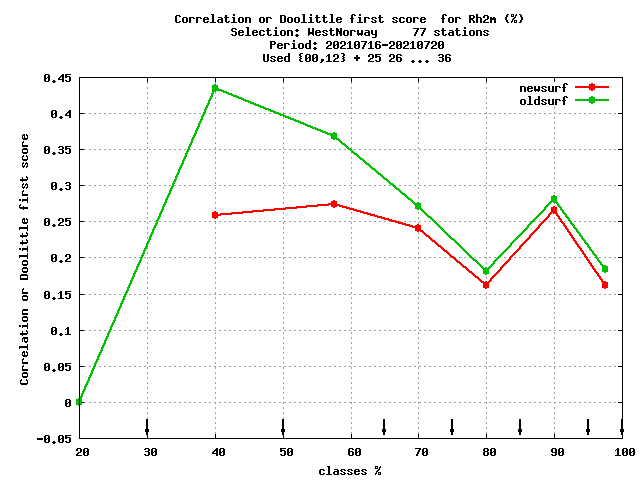 Correlation or Doolittle first score  for Rh2m (%)
Selection: WestNorway     77 stations
Period: 20210716-20210720
Used {00,12} + 25 26 ... 36
newsurf
oldsurf
Correlation or Doolittle first score
0.45
0.4
0.35
0.3
0.25
0.2
0.15
0.1
0.05
0
-0.05
20 30 40 50 60 70 80 90 100
classes %